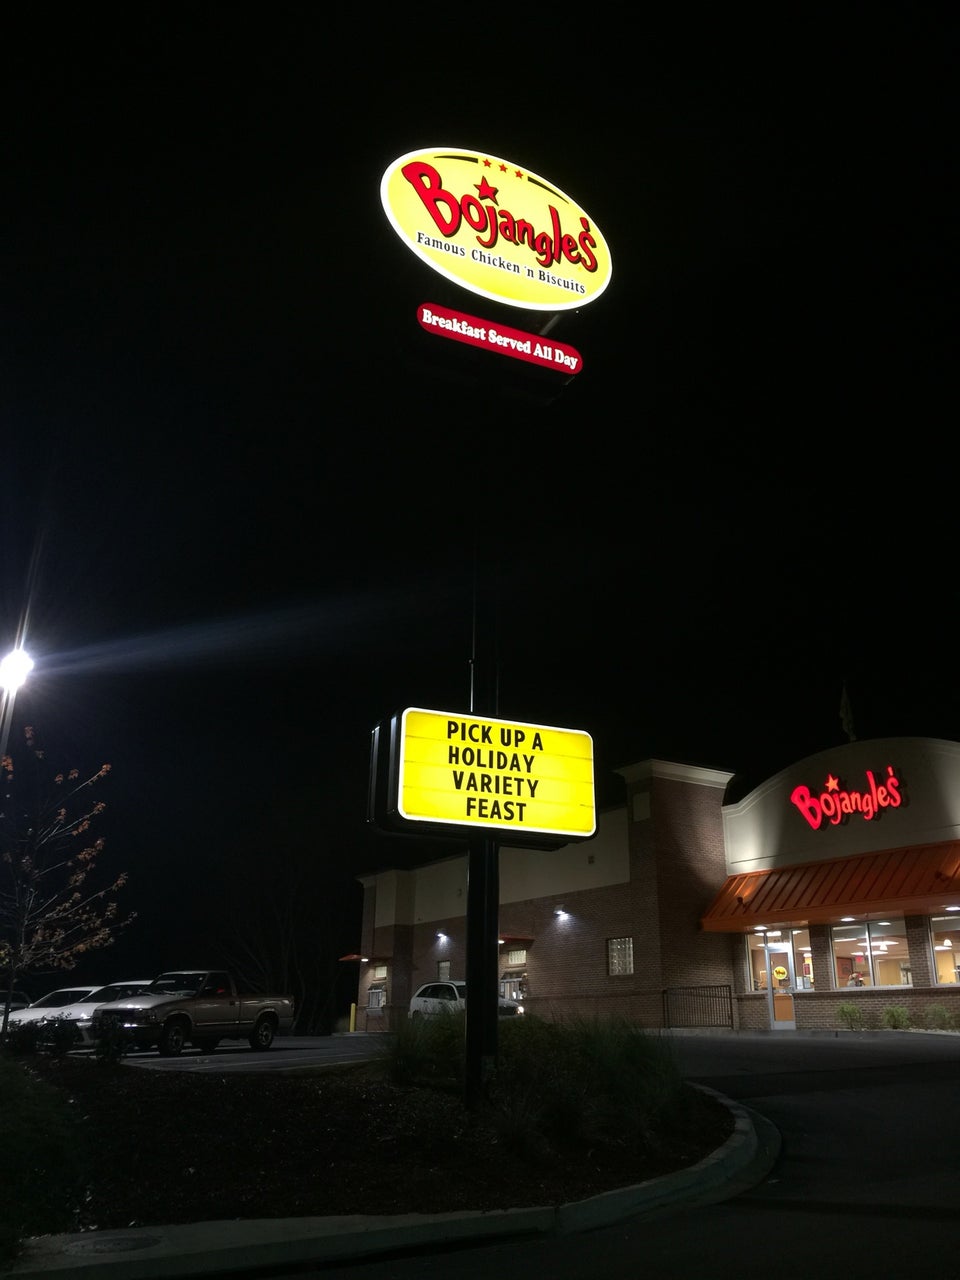 Bojangles'
Famous Chicken 'n Biscuits
Breakfast Served All Day
PICK UP A
HOLIDAY
VARIETY
FEAST
Bojangles'